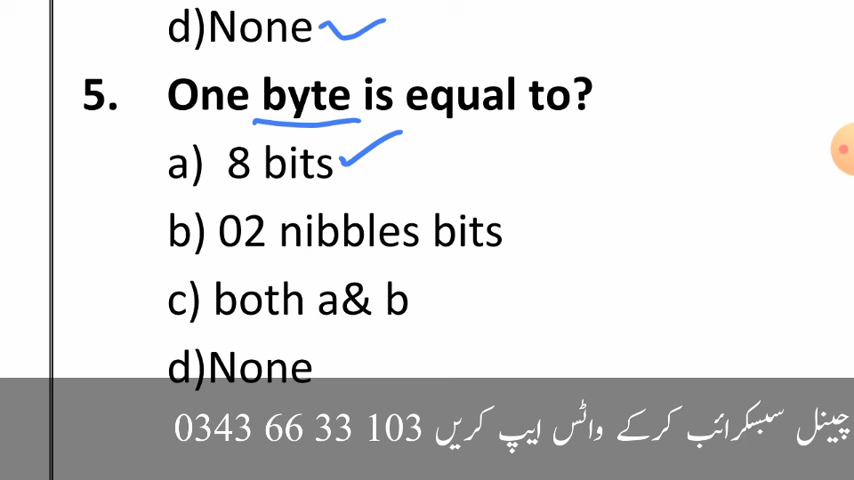 d)None
5. One byte is equal to?
a) 8 bits
b) 02 nibbles bits
c) both a& b
d)None
چینل سبسکرائب کرکے واٹس ایپ کریں 103 33 66 0343